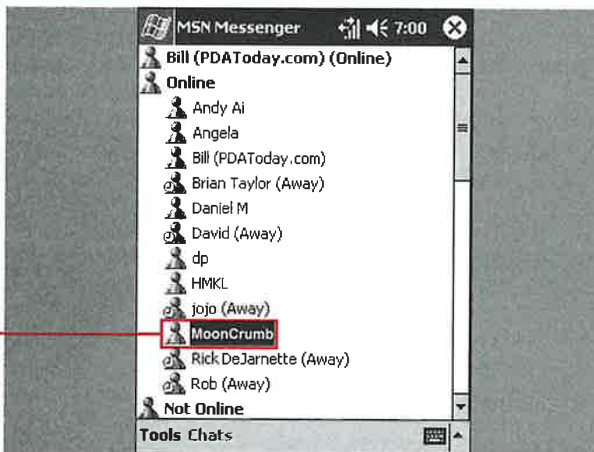 MSN Messenger 7:00
Bill (PDAToday.com) (Online)
Online
Andy Ai
Angela
Bill (PDAToday.com)
Brian Taylor (Away)
Daniel M
David (Away)
dp
HMKL
jojo (Away)
MoonCrumb
Rick DeJarnette (Away)
Rob (Away)
Not Online
Tools Chats